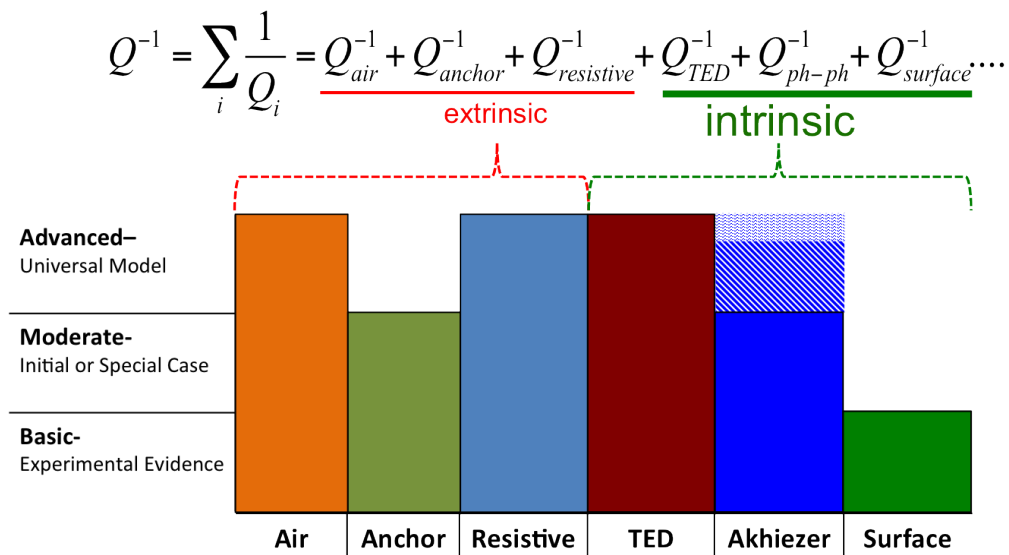 Q^{-1} = \sum_i \frac{1}{Q_i} = Q_{air}^{-1} + Q_{anchor}^{-1} + Q_{resistive}^{-1} + Q_{TED}^{-1} + Q_{ph-ph}^{-1} + Q_{surface}^{-1}....
extrinsic
intrinsic
Advanced–
Universal Model
Moderate-
Initial or Special Case
Basic-
Experimental Evidence
Air Anchor Resistive TED Akhiezer Surface